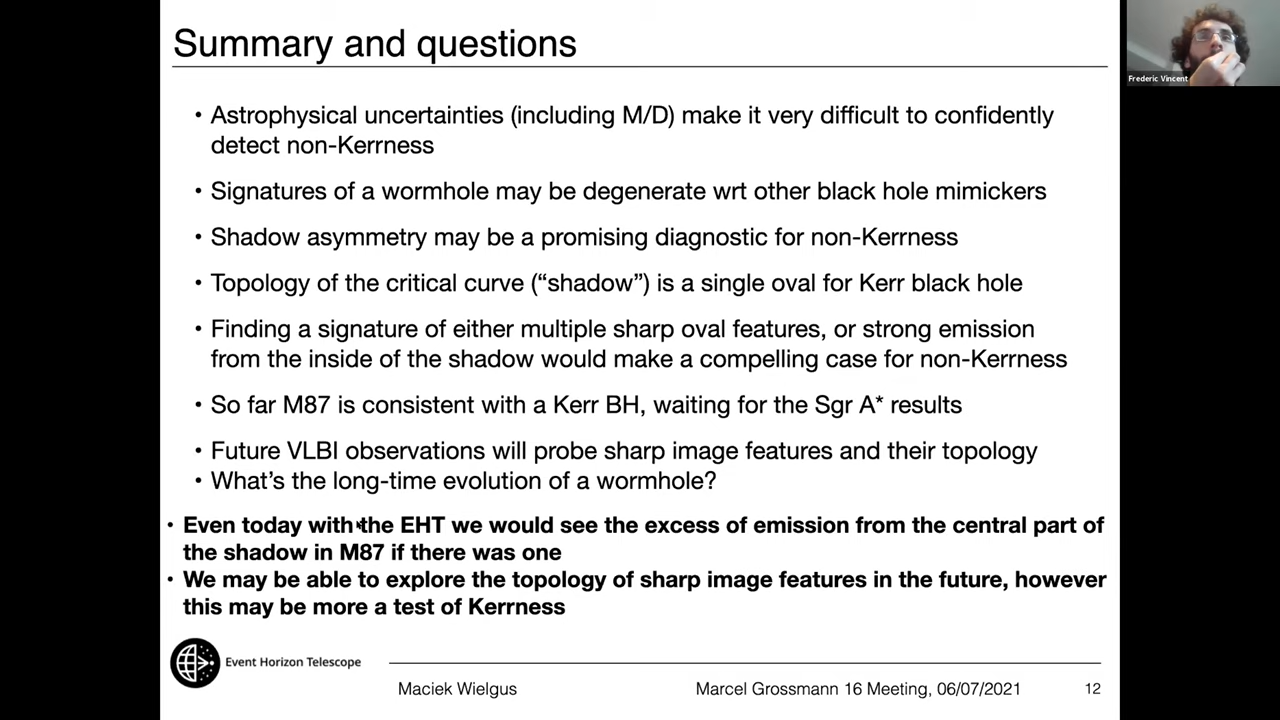 Summary and questions
Frederic Vincent
• Astrophysical uncertainties (including M/D) make it very difficult to confidently
detect non-Kerrness
• Signatures of a wormhole may be degenerate wrt other black hole mimickers
• Shadow asymmetry may be a promising diagnostic for non-Kerrness
• Topology of the critical curve (“shadow”) is a single oval for Kerr black hole
• Finding a signature of either multiple sharp oval features, or strong emission
from the inside of the shadow would make a compelling case for non-Kerrness
• So far M87 is consistent with a Kerr BH, waiting for the Sgr A* results
• Future VLBI observations will probe sharp image features and their topology
• What’s the long-time evolution of a wormhole?
• Even today with the EHT we would see the excess of emission from the central part of
the shadow in M87 if there was one
• We may be able to explore the topology of sharp image features in the future, however
this may be more a test of Kerrness
Event Horizon Telescope
Maciek Wielgus
Marcel Grossmann 16 Meeting, 06/07/2021
12